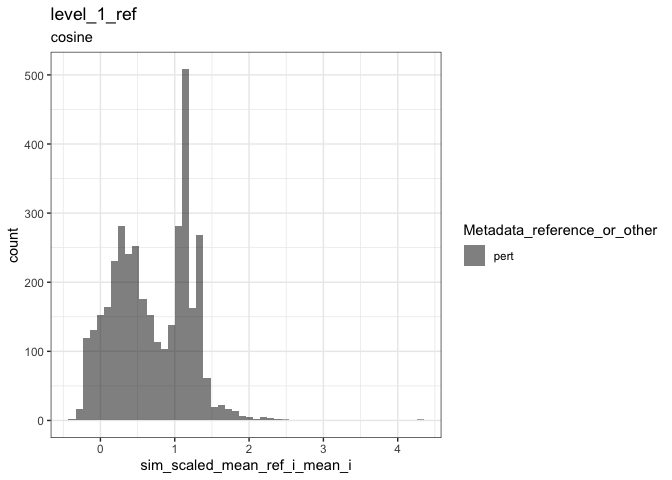 level_1_ref
cosine
500
400
300
200
100
0
count
0 1 2 3 4
sim_scaled_mean_ref_i_mean_i
Metadata_reference_or_other
pert